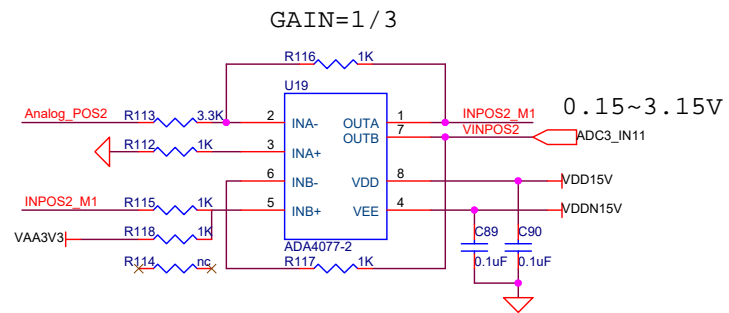 GAIN=1/3
R116 1K
U19
Analog_POS2 R113 3.3K 2 INA- OUTA 1 INPOS2_M1 0.15~3.15V
OUTB 7 VINPOS2 ADC3_IN11
R112 1K 3 INA+
6 INB- VDD 8 VDD15V
INPOS2_M1 R115 1K 5 INB+ VEE 4 VDDN15V
VAA3V3 R118 1K C89 C90
ADA4077-2
R114 nc R117 1K 0.1uF 0.1uF